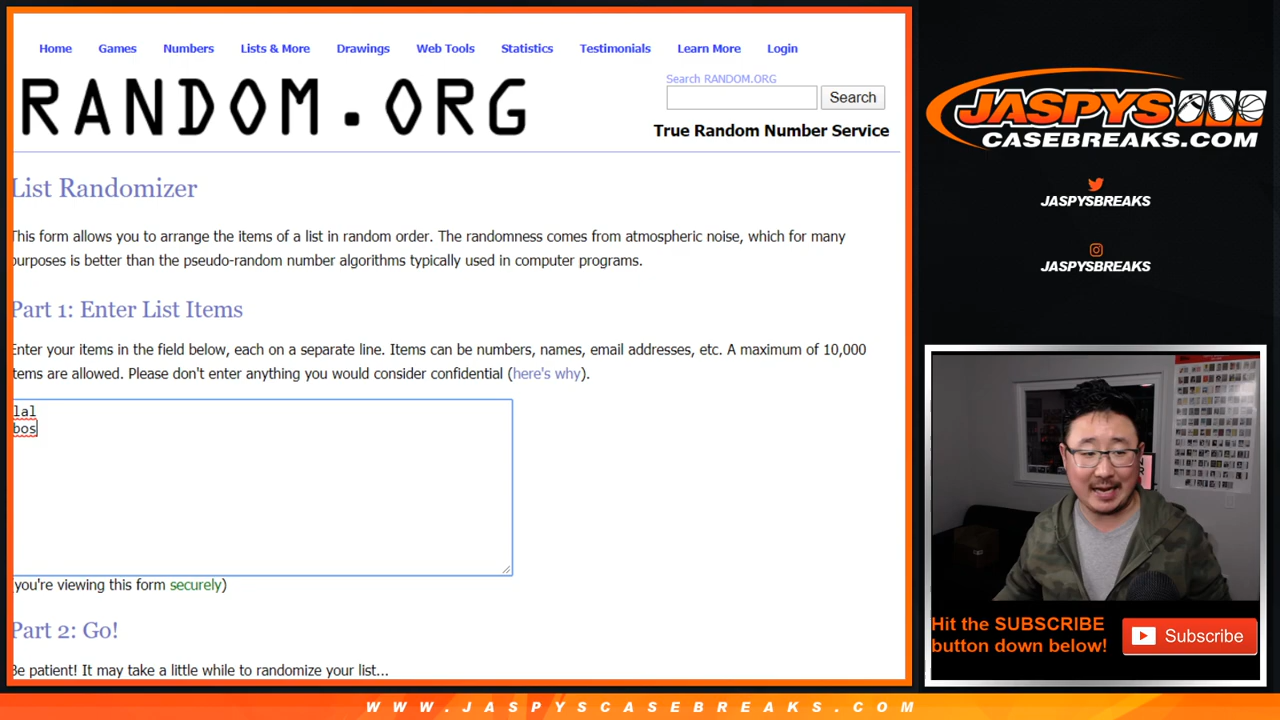 Home Games Numbers Lists & More Drawings Web Tools Statistics Testimonials Learn More Login
RANDOM.ORG
Search RANDOM.ORG
Search
True Random Number Service
List Randomizer
This form allows you to arrange the items of a list in random order. The randomness comes from atmospheric noise, which for many
purposes is better than the pseudo-random number algorithms typically used in computer programs.
Part 1: Enter List Items
Enter your items in the field below, each on a separate line. Items can be numbers, names, email addresses, etc. A maximum of 10,000
items are allowed. Please don't enter anything you would consider confidential (here's why).
lal
bos
you're viewing this form securely)
Part 2: Go!
Be patient! It may take a little while to randomize your list...
JASPYS
CASEBREAKS.COM
JASPYSBREAKS
JASPYSBREAKS
Hit the SUBSCRIBE
button down below!
Subscribe
WWW.JASPYSCASEBREAKS.COM